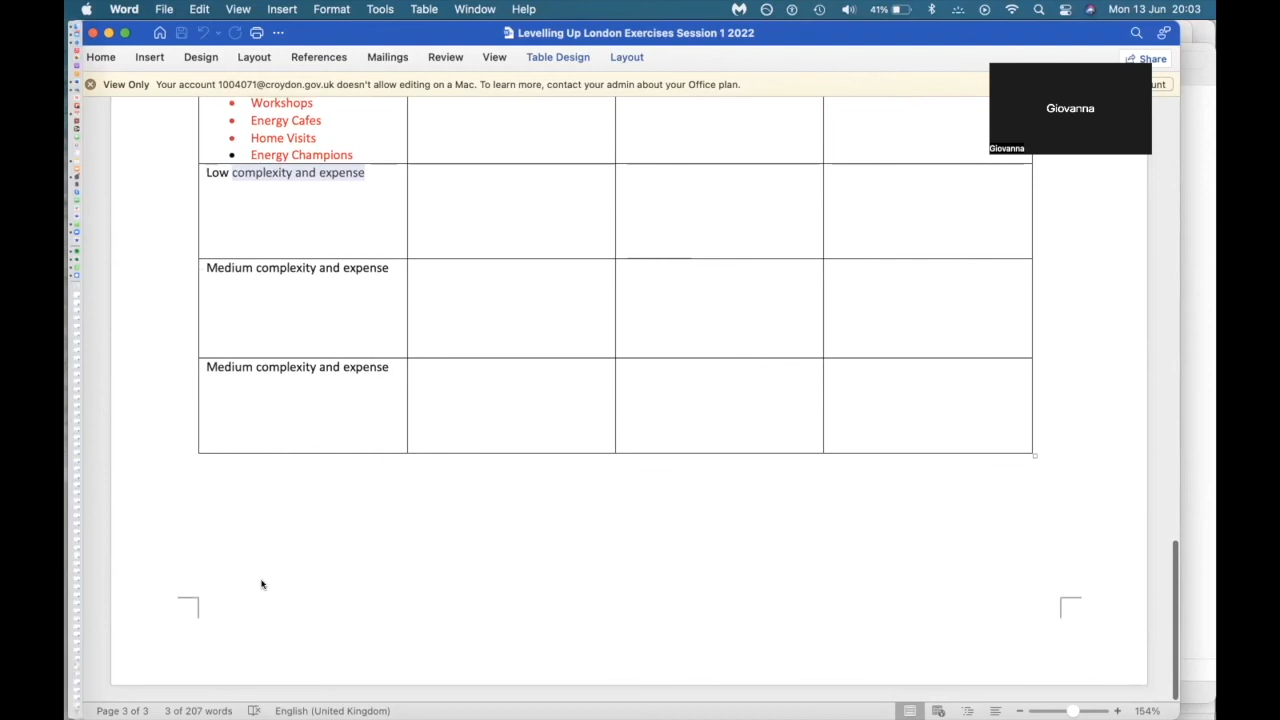 Word File Edit View Insert Format Tools Table Window Help 41% Mon 13 Jun 20:03
Levelling Up London Exercises Session 1 2022
Home Insert Design Layout References Mailings Review View Table Design Layout Share
View Only Your account 1004071@croydon.gov.uk doesn't allow editing on a Mac. To learn more, contact your admin about your Office plan.
Giovanna
Giovanna
• Workshops
• Energy Cafes
• Home Visits
• Energy Champions
Low complexity and expense
Medium complexity and expense
Medium complexity and expense
Page 3 of 3 3 of 207 words English (United Kingdom) 154%